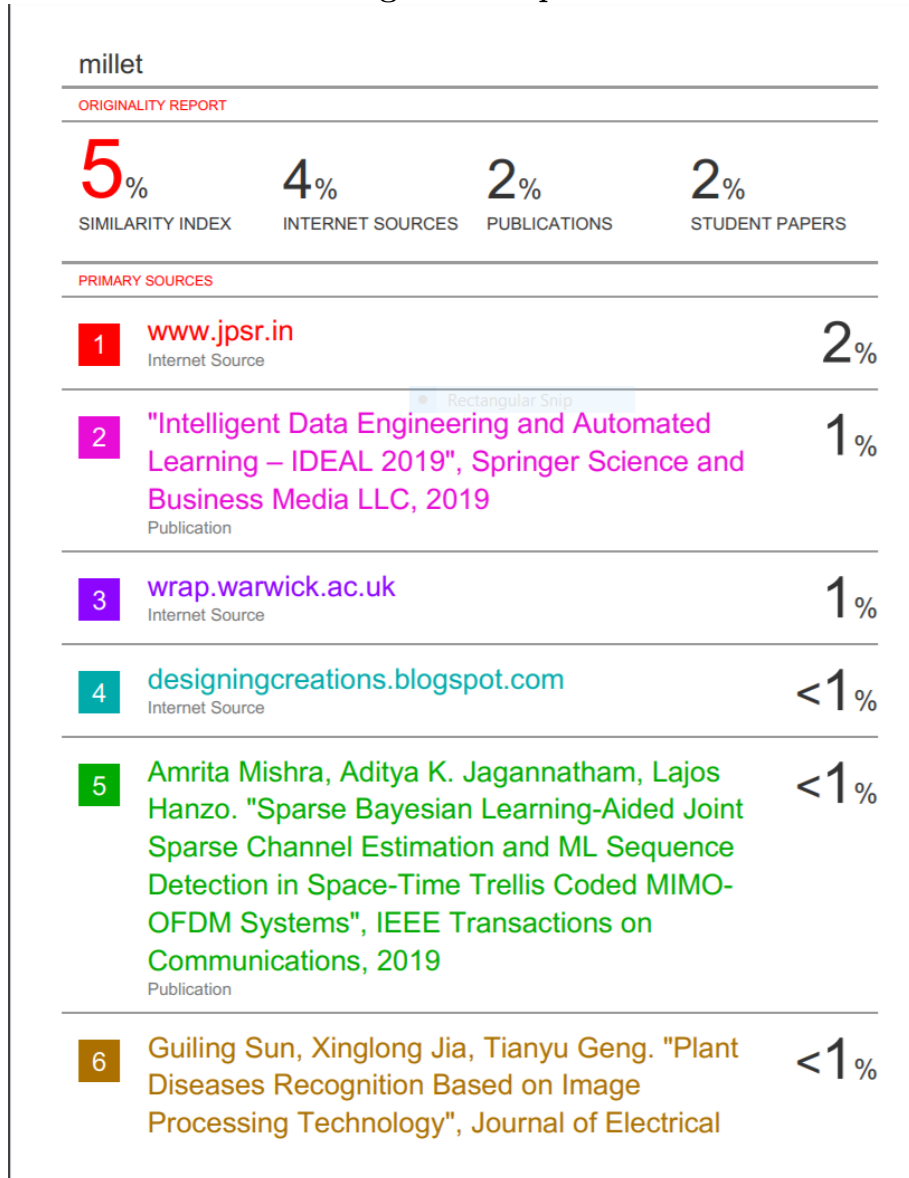 millet
ORIGINALITY REPORT
5% 4% 2% 2%
SIMILARITY INDEX INTERNET SOURCES PUBLICATIONS STUDENT PAPERS
PRIMARY SOURCES
1 www.jpsr.in 2%
Internet Source
Rectangular Snip
2 "Intelligent Data Engineering and Automated 1%
Learning – IDEAL 2019", Springer Science and
Business Media LLC, 2019
Publication
3 wrap.warwick.ac.uk 1%
Internet Source
4 designingcreations.blogspot.com <1%
Internet Source
5 Amrita Mishra, Aditya K. Jagannatham, Lajos <1%
Hanzo. "Sparse Bayesian Learning-Aided Joint
Sparse Channel Estimation and ML Sequence
Detection in Space-Time Trellis Coded MIMO-
OFDM Systems", IEEE Transactions on
Communications, 2019
Publication
6 Guiling Sun, Xinglong Jia, Tianyu Geng. "Plant <1%
Diseases Recognition Based on Image
Processing Technology", Journal of Electrical